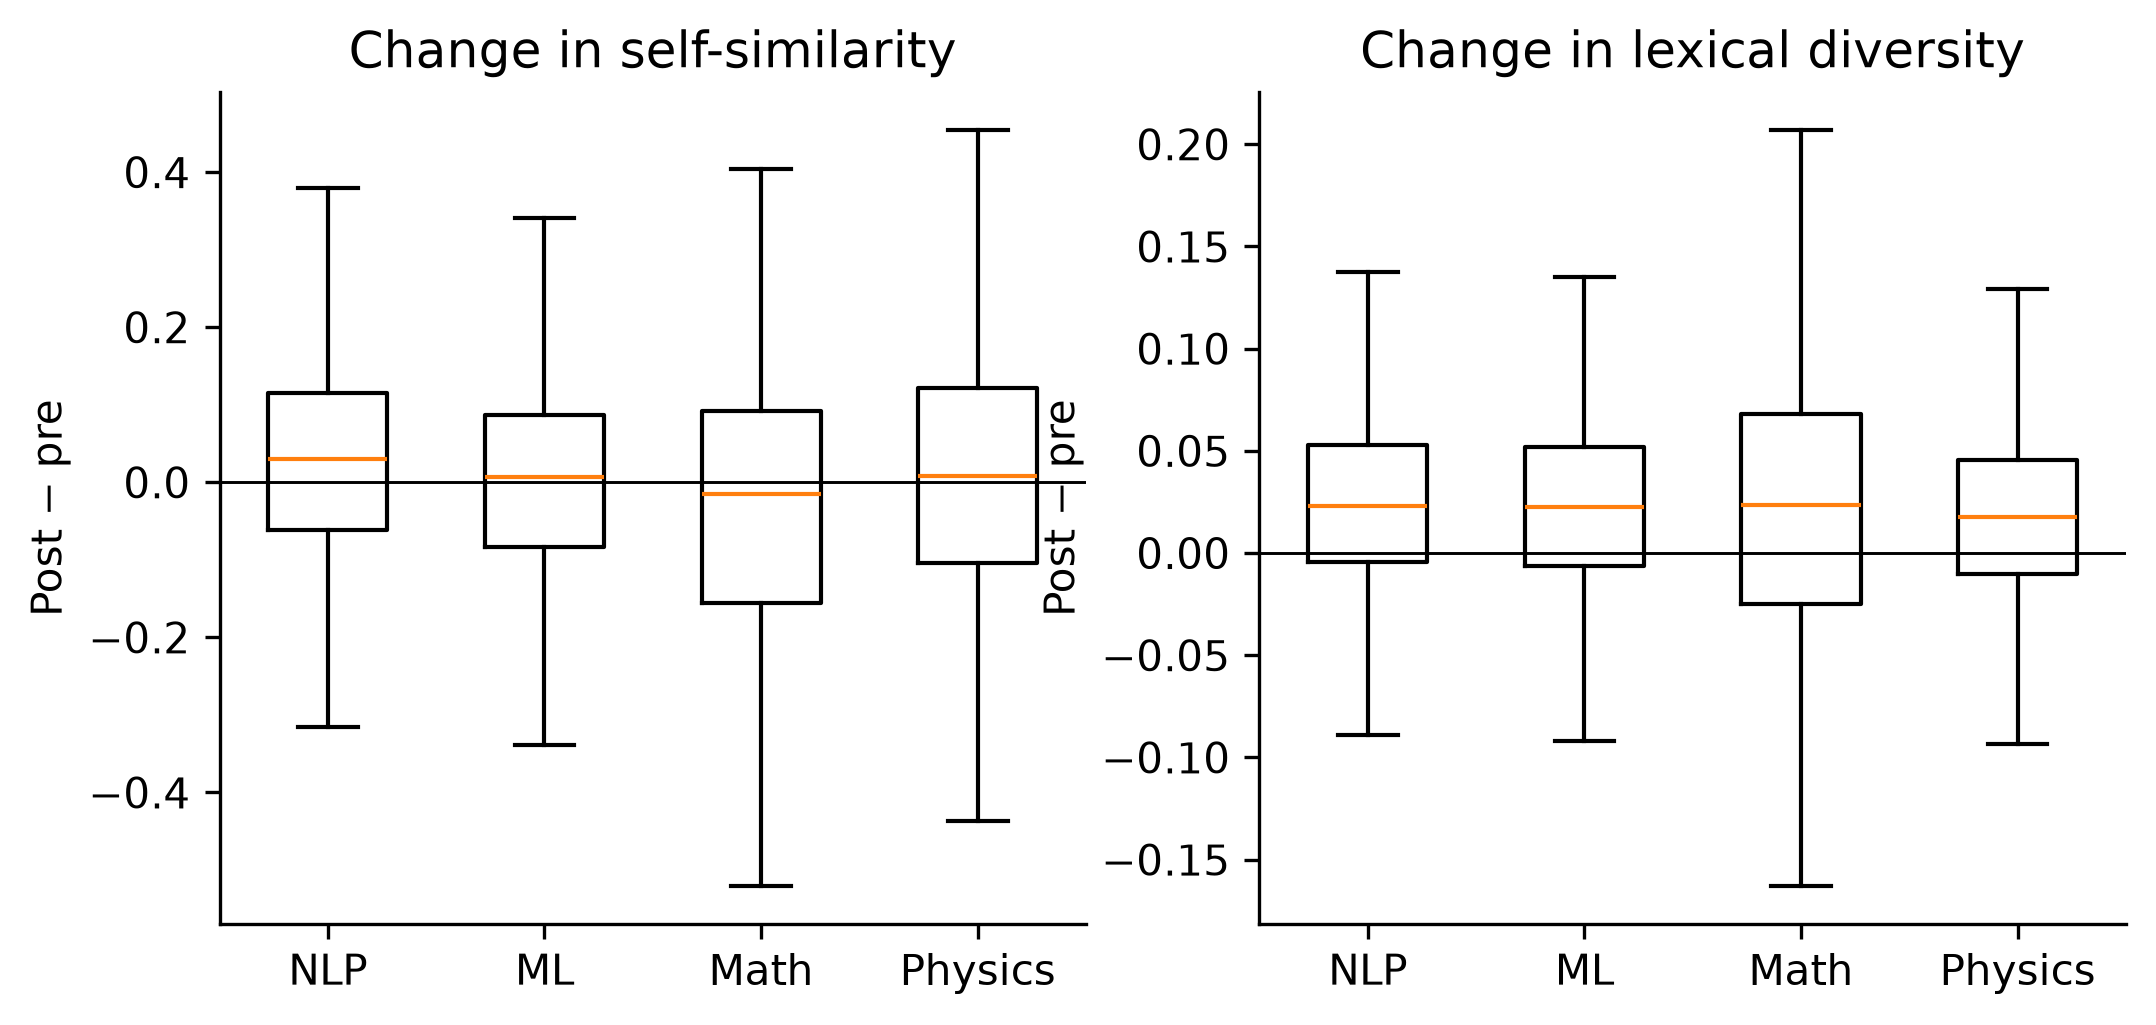 Change in self-similarity
Post − pre
0.4
0.2
0.0
−0.2
−0.4
NLP ML Math Physics
Change in lexical diversity
Post − pre
0.20
0.15
0.10
0.05
0.00
−0.05
−0.10
−0.15
NLP ML Math Physics